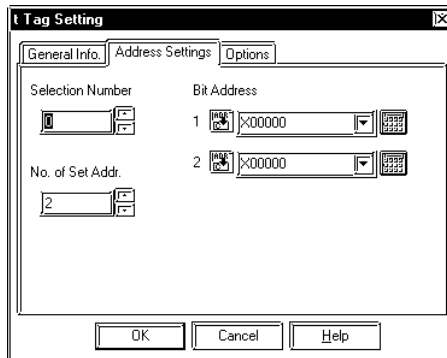 t Tag Setting
General Info. Address Settings Options
Selection Number Bit Address
0 1 X00000
2 X00000
No. of Set Addr.
2
OK Cancel Help